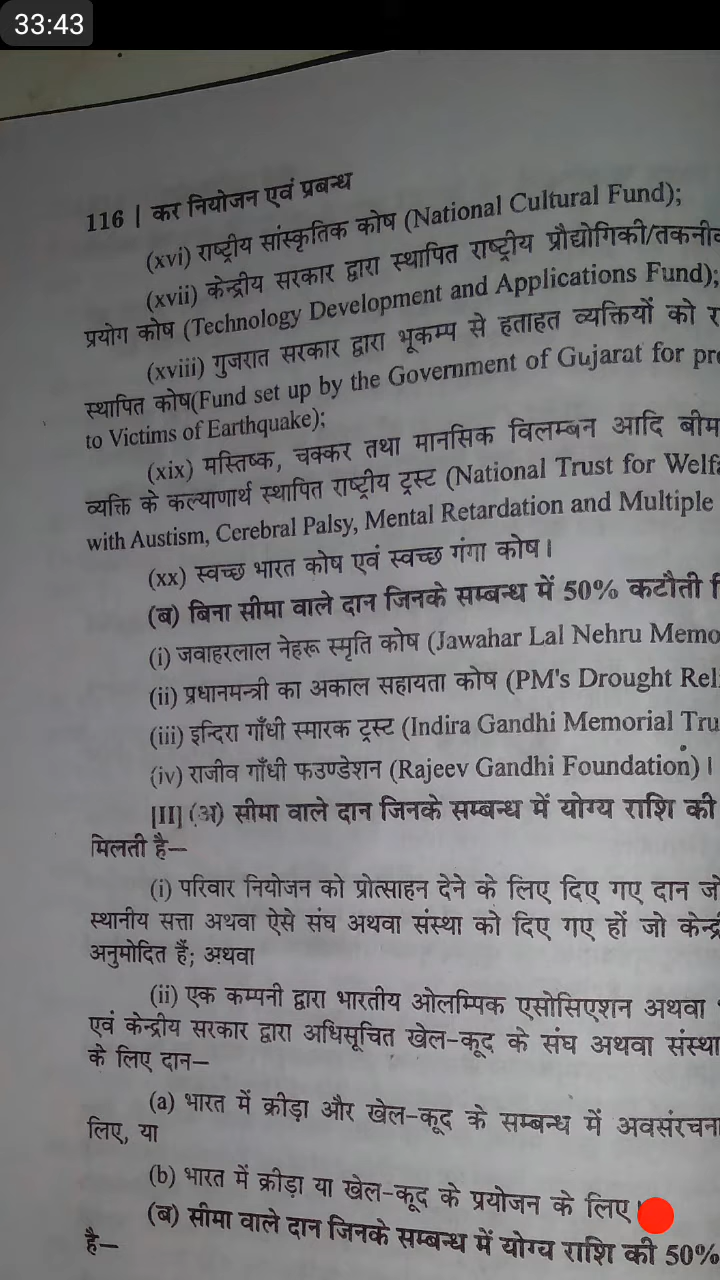 33:43
116 | कर नियोजन एवं प्रबन्ध
(xvi) राष्ट्रीय सांस्कृतिक कोष (National Cultural Fund);
(xvii) केन्द्रीय सरकार द्वारा स्थापित राष्ट्रीय प्रौद्योगिकी/तकनीक
प्रयोग कोष (Technology Development and Applications Fund);
(xviii) गुजरात सरकार द्वारा भूकम्प से हताहत व्यक्तियों को
स्थापित कोष(Fund set up by the Government of Gujarat for
to Victims of Earthquake);
(xix) मस्तिष्क, चक्कर तथा मानसिक विलम्बन आदि
व्यक्ति के कल्याणार्थ स्थापित राष्ट्रीय ट्रस्ट (National Trust for
with Austism, Cerebral Palsy, Mental Retardation and Multiple
(xx) स्वच्छ भारत कोष एवं स्वच्छ गंगा कोष।
(ब) बिना सीमा वाले दान जिनके सम्बन्ध में 50% कटौती
(i) जवाहरलाल नेहरू स्मृति कोष (Jawahar Lal Nehru
(ii) प्रधानमन्त्री का अकाल सहायता कोष (PM's Drought
(iii) इन्दिरा गाँधी स्मारक ट्रस्ट (Indira Gandhi Memorial
(iv) राजीव गाँधी फउण्डेशन (Rajeev Gandhi Foundation)।
[II] (अ) सीमा वाले दान जिनके सम्बन्ध में योग्य राशि की
मिलती है—
(i) परिवार नियोजन को प्रोत्साहन देने के लिए दिए गए दान जो
स्थानीय सत्ता अथवा ऐसे संघ अथवा संस्था को दिए गए हों जो
अनुमोदित हैं; अथवा
(ii) एक कम्पनी द्वारा भारतीय ओलम्पिक एसोसिएशन अथवा
एवं केन्द्रीय सरकार द्वारा अधिसूचित खेल-कूद के संघ अथवा संस्था
के लिए दान—
(a) भारत में क्रीड़ा और खेल-कूद के सम्बन्ध में अवसंरचना
लिए, या
(b) भारत में क्रीड़ा या खेल-कूद के प्रयोजन के लिए।
(ब) सीमा वाले दान जिनके सम्बन्ध में योग्य राशि की 50%
है—